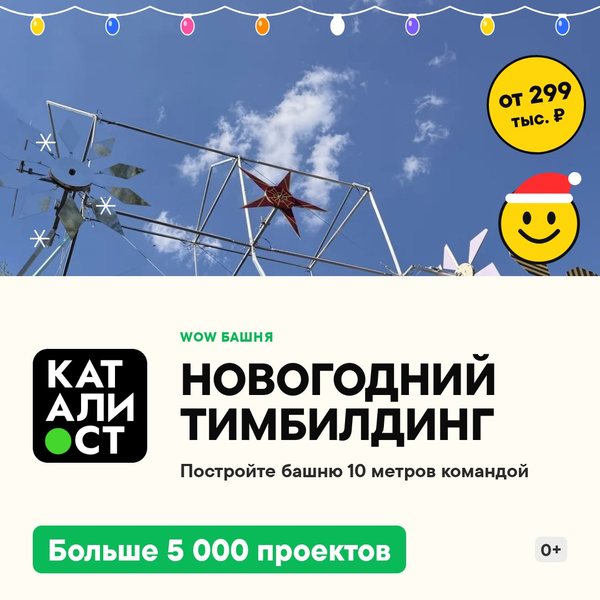 от 299
тыс. ₽
WOW БАШНЯ
КАТ
АЛИ
СТ
НОВОГОДНИЙ
ТИМБИЛДИНГ
Постройте башню 10 метров командой
Больше 5 000 проектов
0+